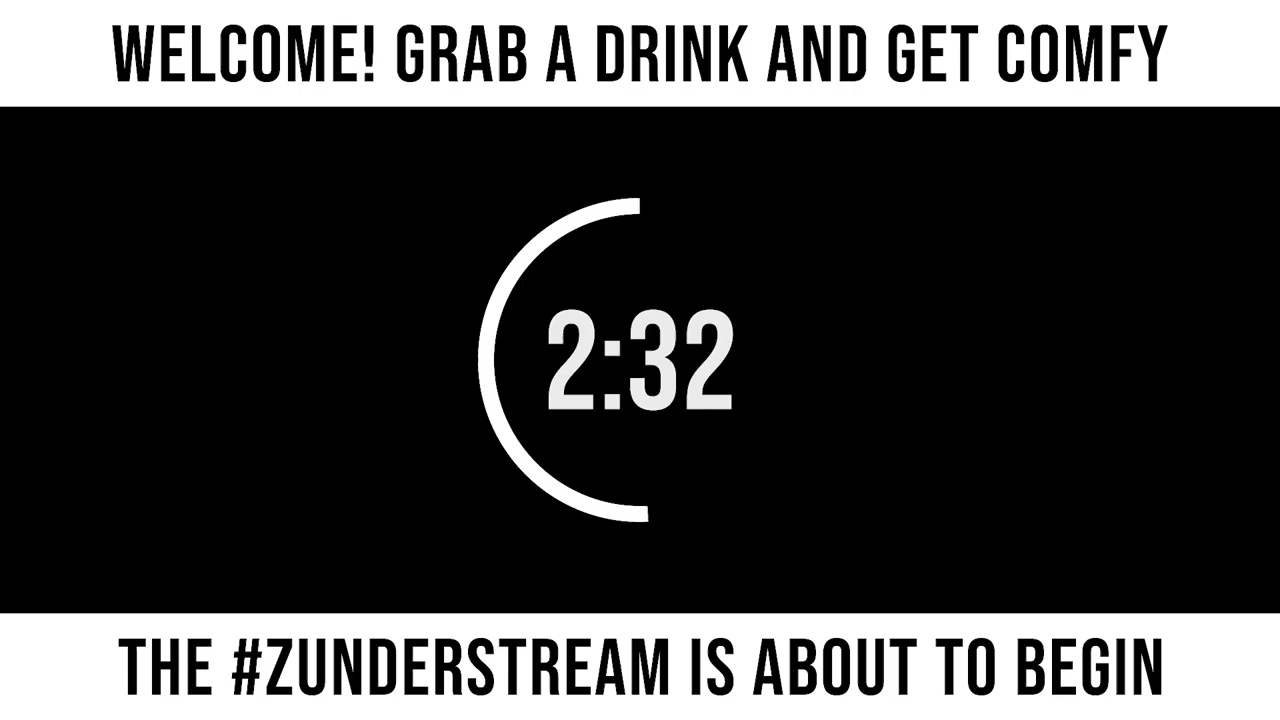 WELCOME! GRAB A DRINK AND GET COMFY
2:32
THE #ZUNDERSTREAM IS ABOUT TO BEGIN